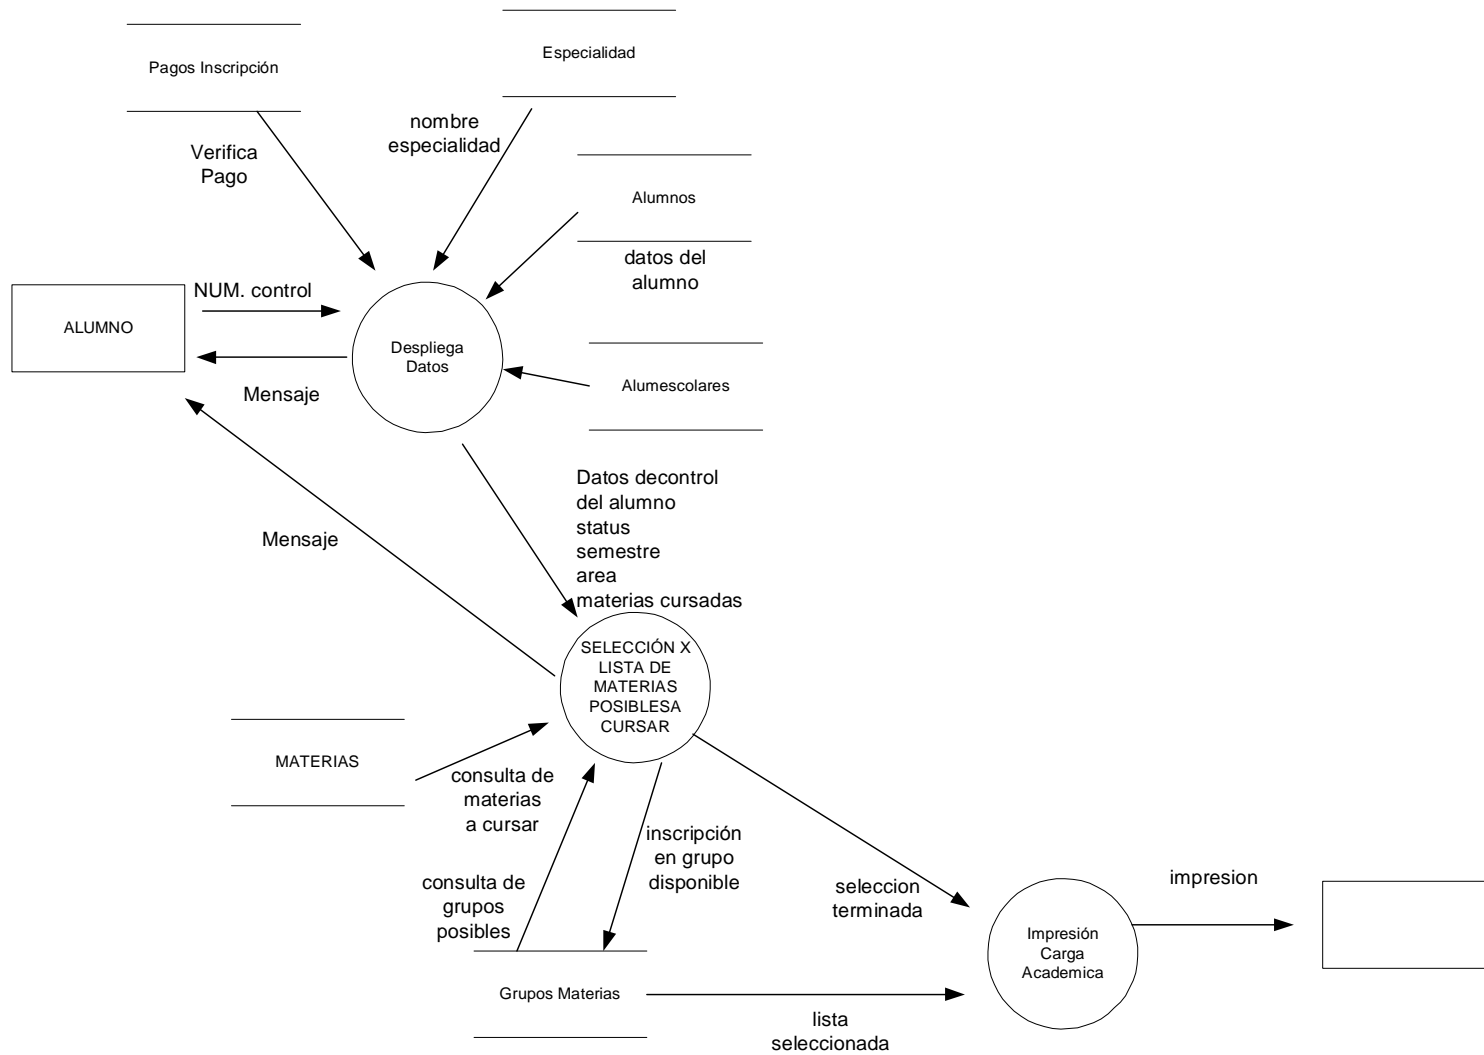 Especialidad
Pagos Inscripción
nombre
especialidad
Verifica
Pago
Alumnos
datos del
alumno
NUM. control
ALUMNO
Despliega
Datos
Alumescolares
Mensaje
Datos decontrol
del alumno
status
semestre
area
materias cursadas
Mensaje
SELECCIÓN X
LISTA DE
MATERIAS
POSIBLESA
CURSAR
MATERIAS
consulta de
materias
a cursar
inscripción
en grupo
disponible
consulta de
grupos
posibles
seleccion
terminada
impresion
Impresión
Carga
Academica
Grupos Materias
lista
seleccionada